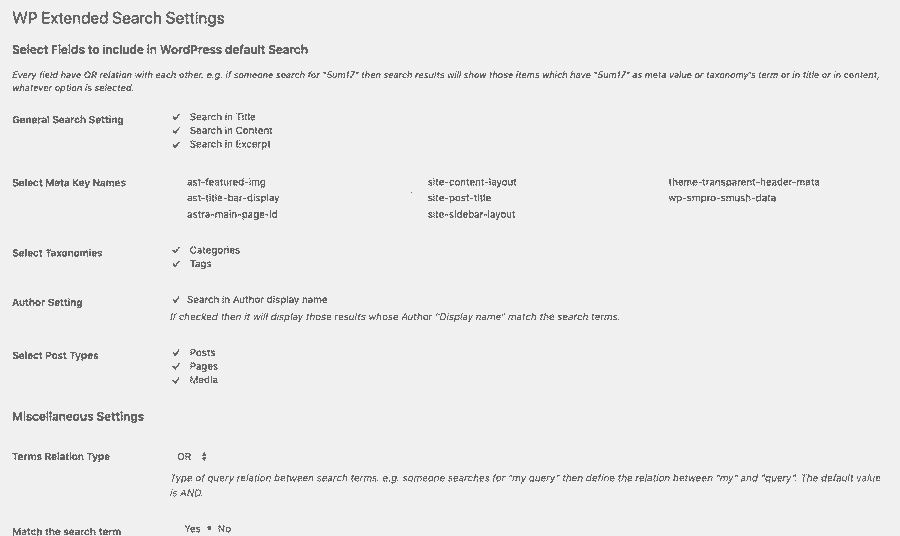 WP Extended Search Settings
Select Fields to include in WordPress default Search
Every field have OR relation with each other. e.g. if someone search for "5um17" then search results will show those items which have "5um17" as meta value or taxonomy's term or in title or in content,
whatever option is selected.
General Search Setting
Search in Title
Search in Content
Search in Excerpt
Select Meta Key Names
ast-featured-img site-content-layout theme-transparent-header-meta
ast-title-bar-display site-post-title wp-smpro-smush-data
astra-main-page-id site-sidebar-layout
Select Taxonomies
Categories
Tags
Author Setting
Search in Author display name
If checked then it will display those results whose Author "Display name" match the search terms.
Select Post Types
Posts
Pages
Media
Miscellaneous Settings
Terms Relation Type OR
Type of query relation between search terms. e.g. someone searches for "my query" then define the relation between "my" and "query". The default value
is AND.
Match the search term Yes No